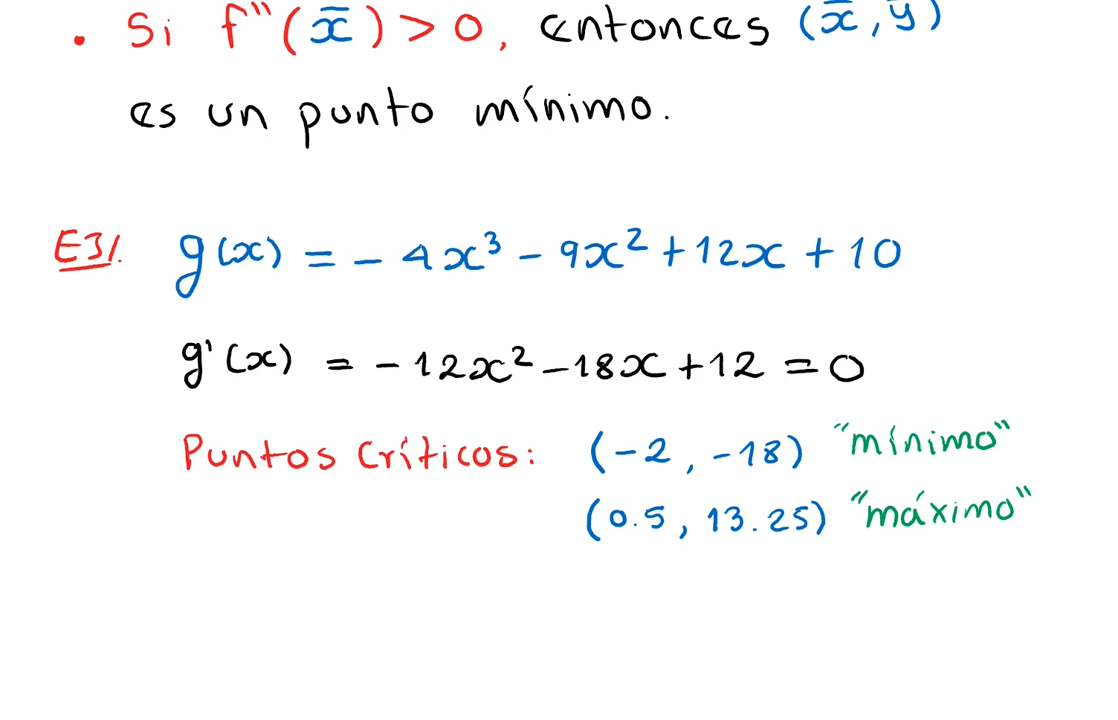 • Si f"(x̄) > 0, entonces (x̄, ȳ)
es un punto mínimo.
E3/. g(x) = - 4x³ - 9x² + 12x + 10
g'(x) = - 12x² - 18x + 12 = 0
Puntos Críticos: (-2, -18) "mínimo"
(0.5, 13.25) "máximo"